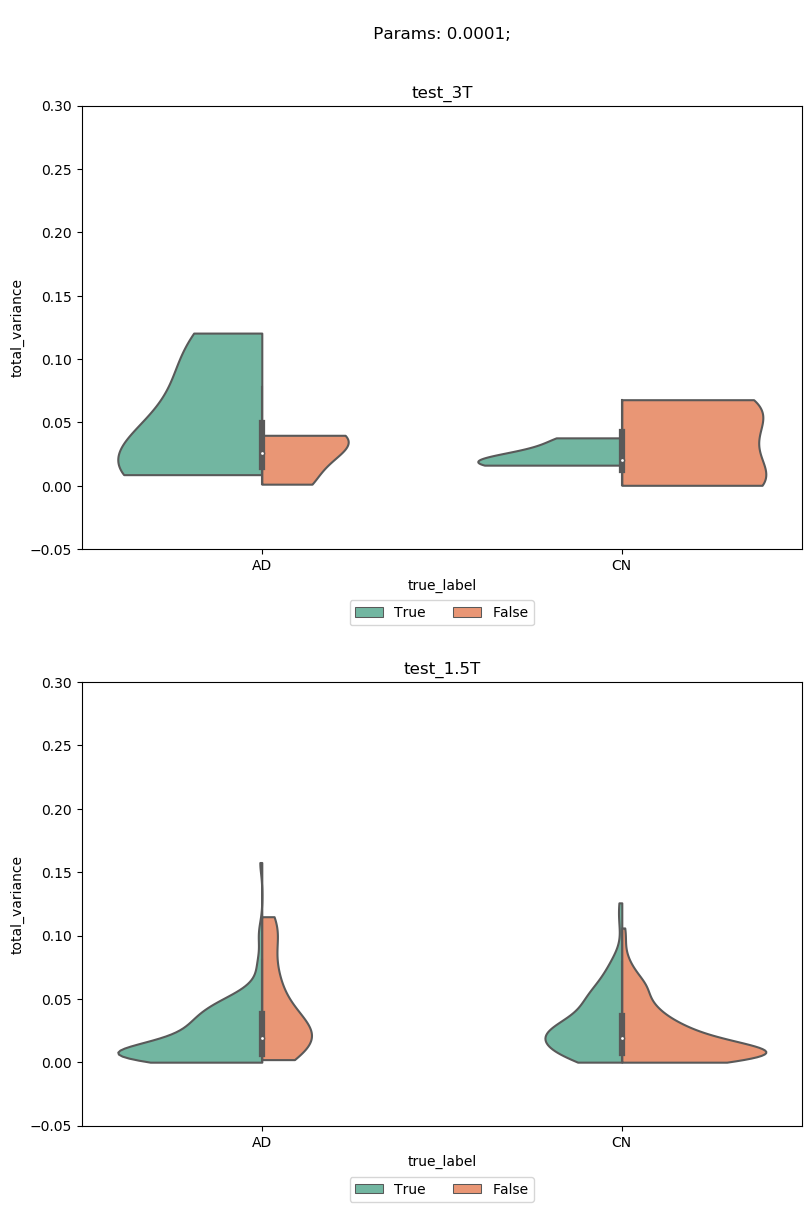 Params: 0.0001;
test_3T
0.30
0.25
0.20
0.15
0.10
0.05
0.00
−0.05
total_variance
AD CN
true_label
True False
test_1.5T
0.30
0.25
0.20
0.15
0.10
0.05
0.00
−0.05
total_variance
AD CN
true_label
True False